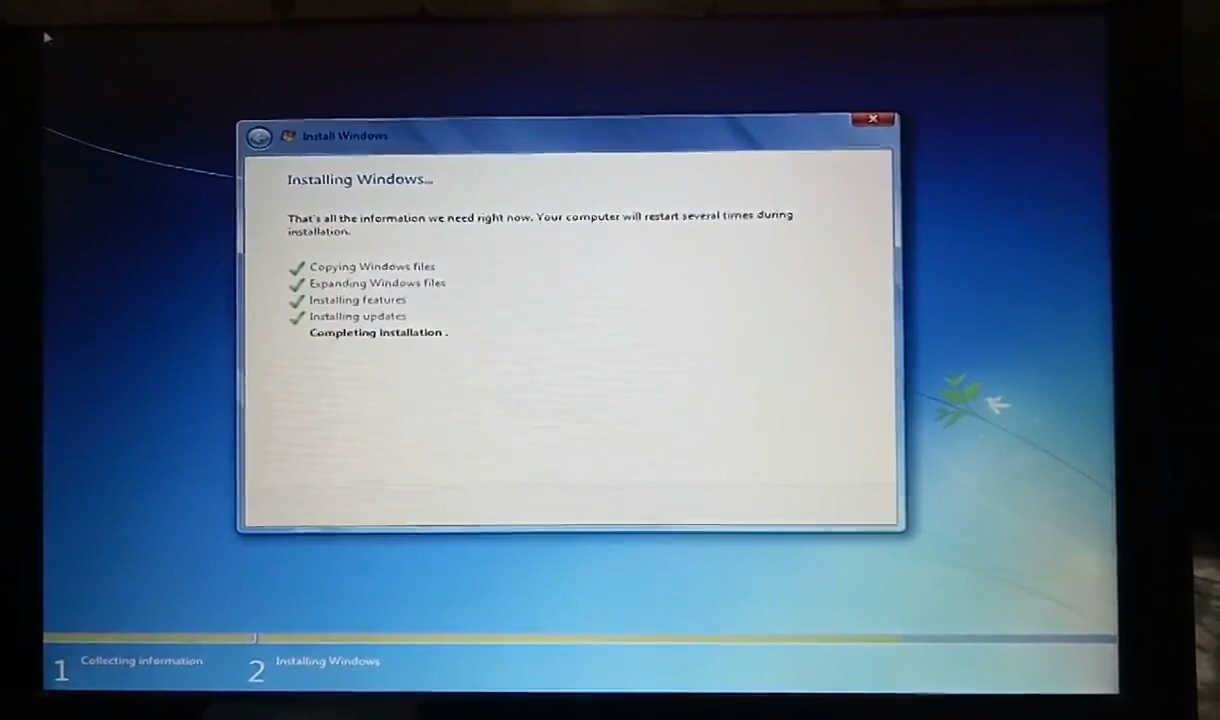 Install Windows
Installing Windows...
That's all the information we need right now. Your computer will restart several times during
installation.
Copying Windows files
Expanding Windows files
Installing features
Installing updates
Completing installation .
1 Collecting information
2 Installing Windows